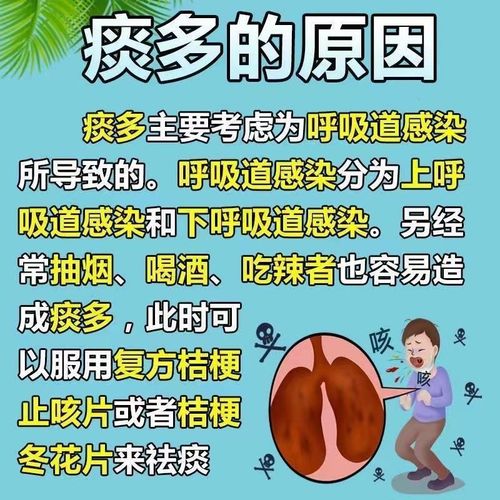 痰多的原因
痰多主要考虑为呼吸道感染
所导致的。呼吸道感染分为上呼
吸道感染和下呼吸道感染。另经
常抽烟、喝酒、吃辣者也容易造
成痰多，此时可
以服用复方桔梗
止咳片或者桔梗
冬花片来祛痰
咳
咳